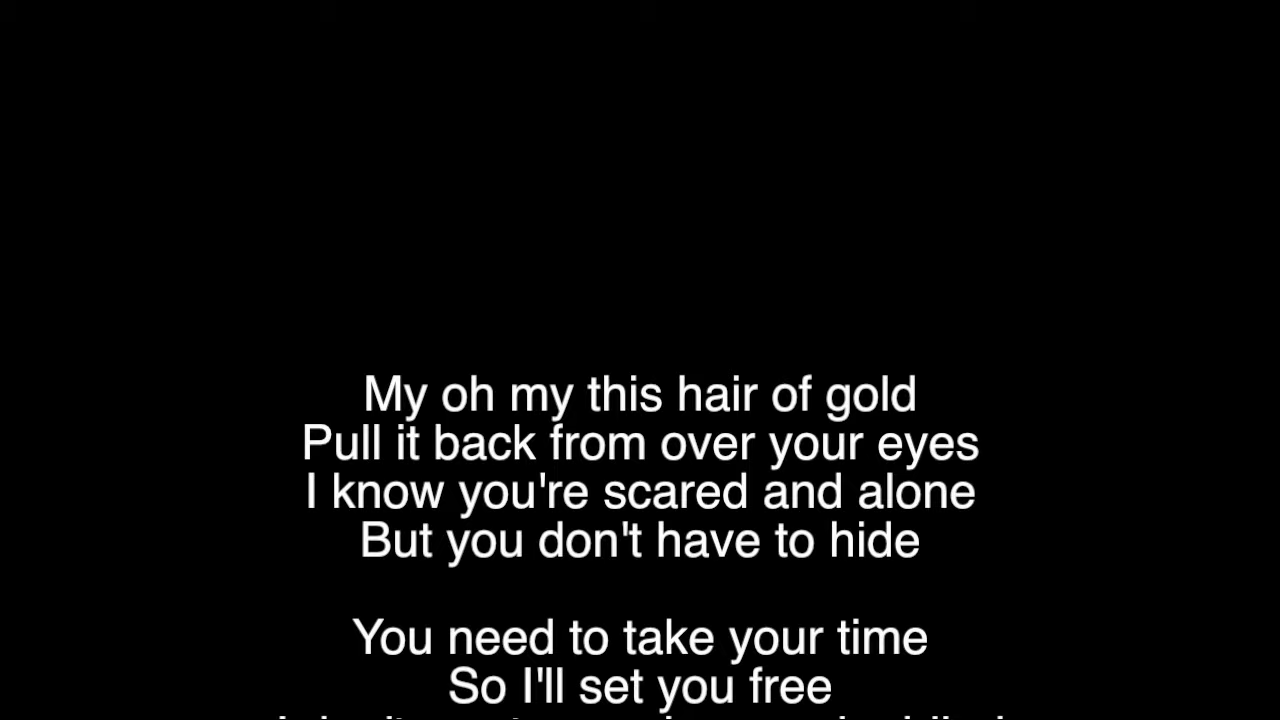 My oh my this hair of gold
Pull it back from over your eyes
I know you're scared and alone
But you don't have to hide
You need to take your time
So I'll set you free